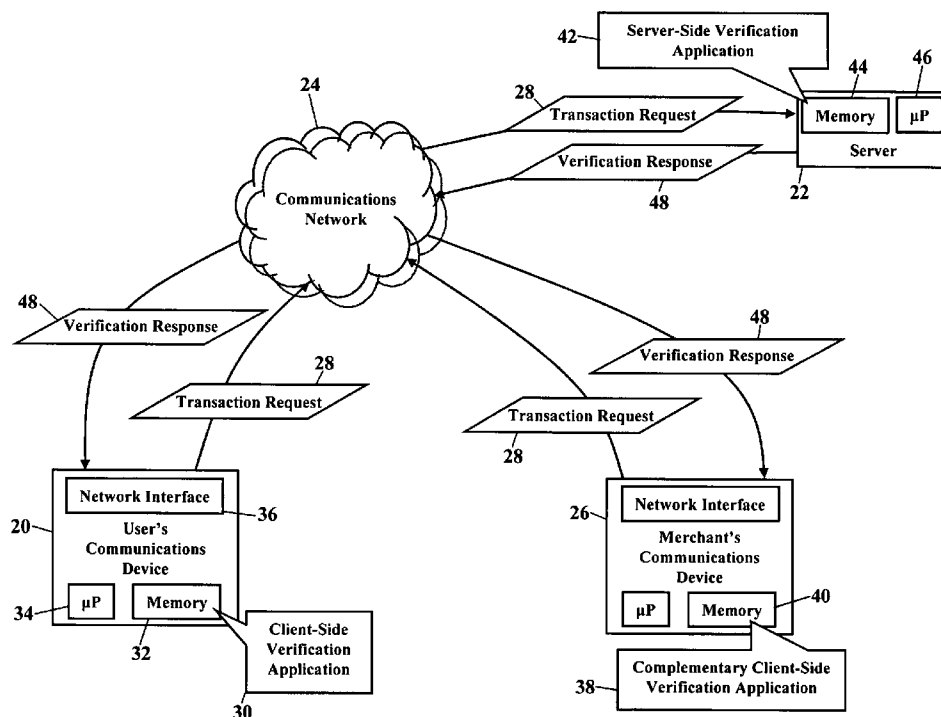 42
Server-Side Verification
Application
44
46
24
28
Transaction Request
Memory
µP
Server
Verification Response
48
22
Communications
Network
48
Verification Response
28
Transaction Request
48
Verification Response
Transaction Request
28
20
Network Interface
36
User's
Communications
Device
34
µP
Memory
32
Client-Side
Verification
Application
30
26
Network Interface
Merchant's
Communications
Device
µP
Memory
40
38
Complementary Client-Side
Verification Application